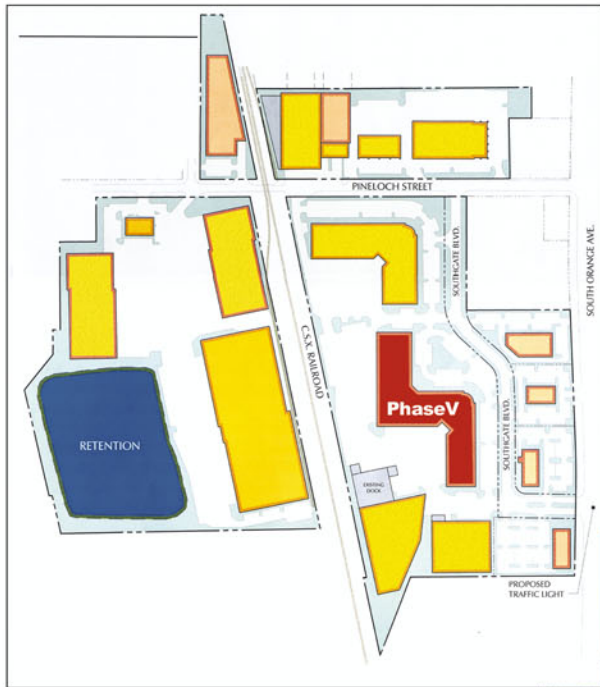 PINELOCH STREET
SOUTHGATE BLVD.
SOUTH ORANGE AVE.
C.S.X. RAILROAD
PhaseV
SOUTHGATE BLVD.
RETENTION
EXISTING
DOCK
PROPOSED
TRAFFIC LIGHT